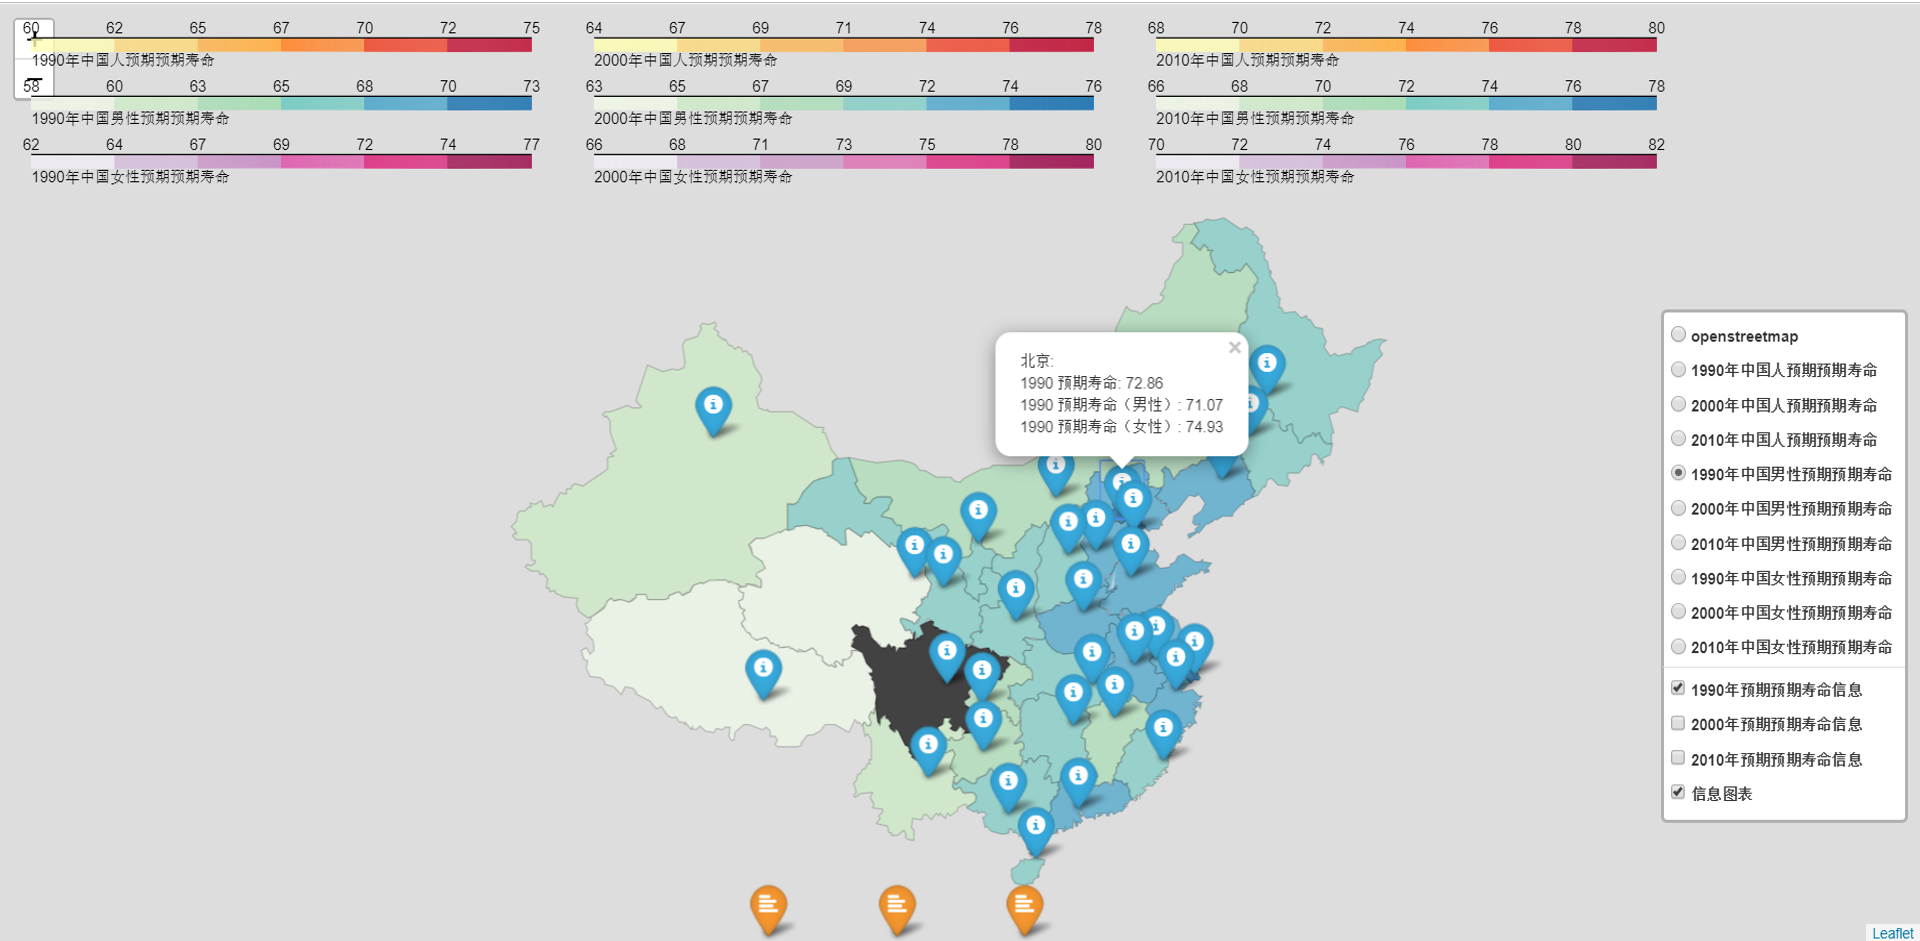 60 62 65 67 70 72 75
1990年中国人预期预期寿命
64 67 69 71 74 76 78
2000年中国人预期预期寿命
68 70 72 74 76 78 80
2010年中国人预期预期寿命
58 60 63 65 68 70 73
1990年中国男性预期预期寿命
63 65 67 69 72 74 76
2000年中国男性预期预期寿命
66 68 70 72 74 76 78
2010年中国男性预期预期寿命
62 64 67 69 72 74 77
1990年中国女性预期预期寿命
66 68 71 73 75 78 80
2000年中国女性预期预期寿命
70 72 74 76 78 80 82
2010年中国女性预期预期寿命
×
北京:
1990 预期寿命: 72.86
1990 预期寿命（男性）: 71.07
1990 预期寿命（女性）: 74.93
openstreetmap
1990年中国人预期预期寿命
2000年中国人预期预期寿命
2010年中国人预期预期寿命
1990年中国男性预期预期寿命
2000年中国男性预期预期寿命
2010年中国男性预期预期寿命
1990年中国女性预期预期寿命
2000年中国女性预期预期寿命
2010年中国女性预期预期寿命
1990年预期预期寿命信息
2000年预期预期寿命信息
2010年预期预期寿命信息
信息图表
Leaflet